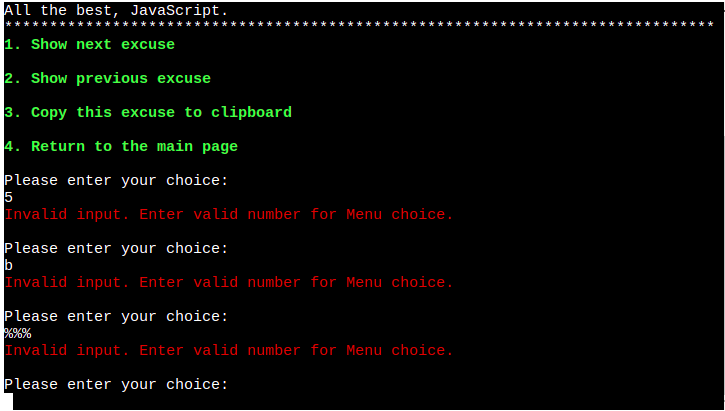 All the best, JavaScript.
*******************************************************************************
1. Show next excuse
2. Show previous excuse
3. Copy this excuse to clipboard
4. Return to the main page
Please enter your choice:
5
Invalid input. Enter valid number for Menu choice.
Please enter your choice:
b
Invalid input. Enter valid number for Menu choice.
Please enter your choice:
%%%
Invalid input. Enter valid number for Menu choice.
Please enter your choice: